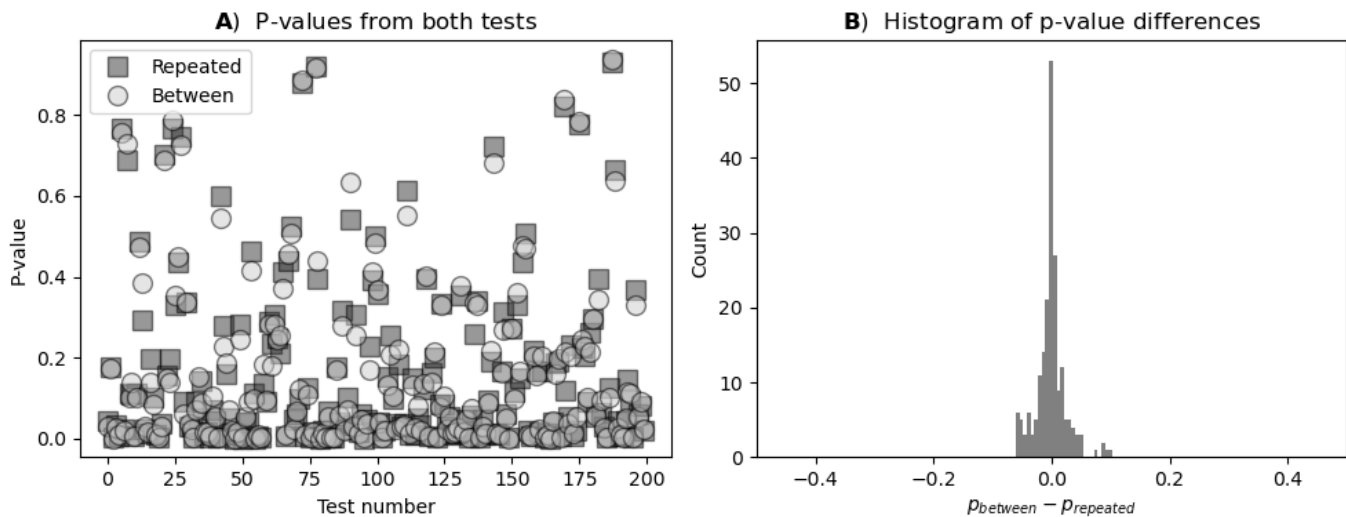 A) P-values from both tests
Repeated
Between
P-value
0.8
0.6
0.4
0.2
0.0
0 25 50 75 100 125 150 175 200
Test number
B) Histogram of p-value differences
Count
50
40
30
20
10
0
−0.4 −0.2 0.0 0.2 0.4
p_between − p_repeated